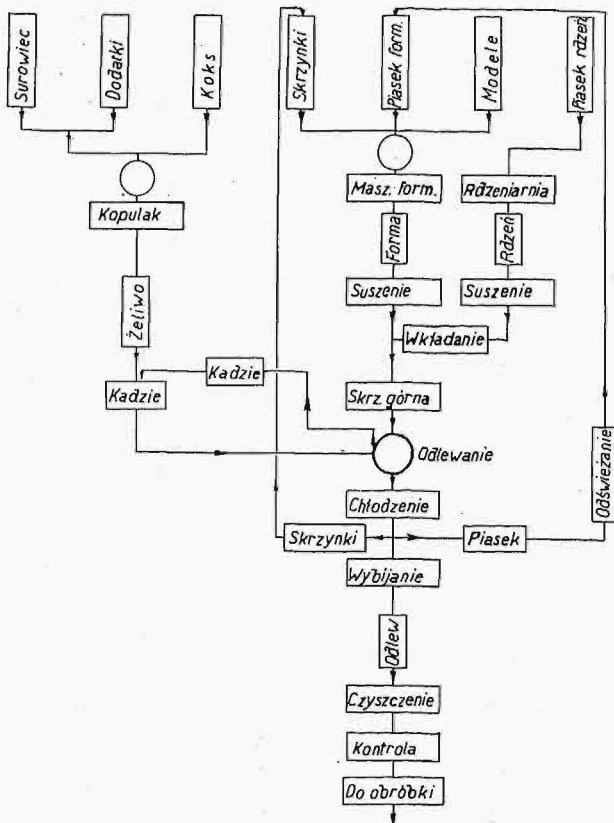 Surowiec
Dodatki
Koks
Skrzynki
Piasek form.
Modele
Piasek rdzeń
Kopulak
Masz. form.
Rdzeniarnia
Forma
Rdzeń
Żeliwo
Suszenie
Suszenie
Wkładanie
Kadzie
Kadzie
Skrz. górna
Odlewanie
Odświeżanie
Chłodzenie
Skrzynki
Piasek
Wybijanie
Odlew
Czyszczenie
Kontrola
Do obróbki